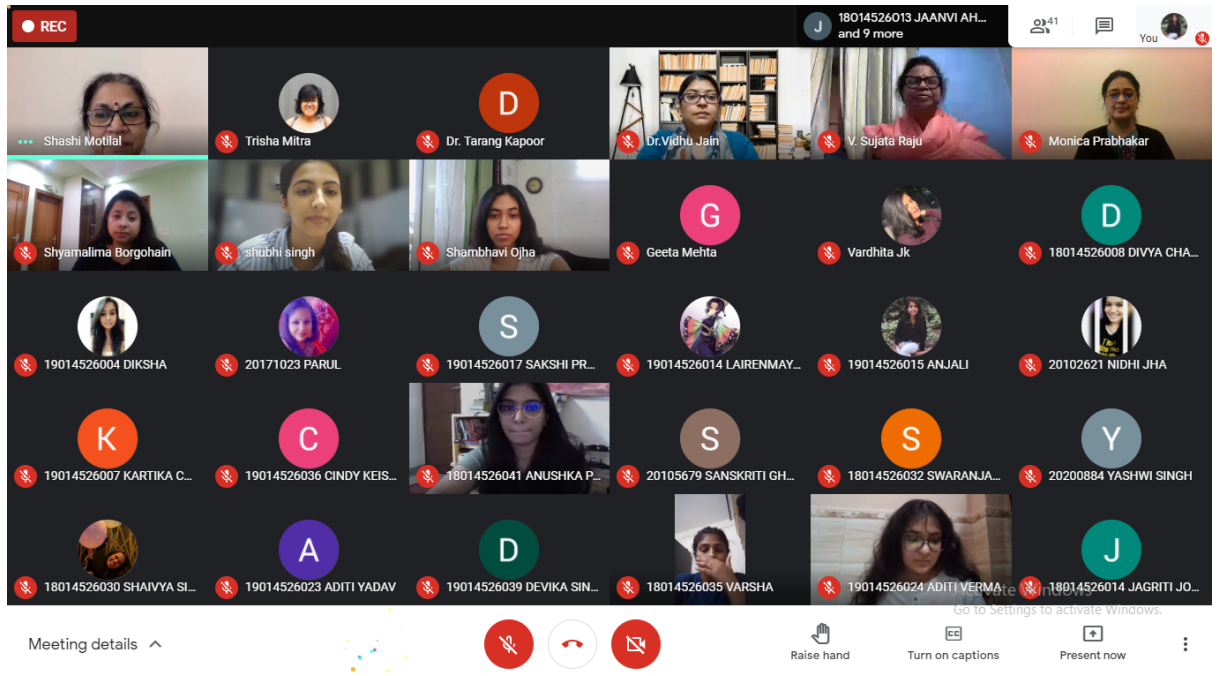 REC
J
18014526013 JAANVI AH...
and 9 more
41
You
Shashi Motilal
Trisha Mitra
D
Dr. Tarang Kapoor
Dr.Vidhu Jain
V. Sujata Raju
Monica Prabhakar
Shyamalima Borgohain
shubhi singh
Shambhavi Ojha
G
Geeta Mehta
Vardhita Jk
D
18014526008 DIVYA CHA...
19014526004 DIKSHA
20171023 PARUL
S
19014526017 SAKSHI PR...
19014526014 LAIRENMAY...
19014526015 ANJALI
20102621 NIDHI JHA
K
19014526007 KARTIKA C...
C
19014526036 CINDY KEIS...
18014526041 ANUSHKA P...
S
20105679 SANSKRITI GH...
S
18014526032 SWARANJA...
Y
20200884 YASHWI SINGH
18014526030 SHAIVYA SI...
A
19014526023 ADITI YADAV
D
19014526039 DEVIKA SIN...
18014526035 VARSHA
19014526024 ADITI VERMA
J
18014526014 JAGRITI JO...
Activate Windows
Go to Settings to activate Windows.
Meeting details
Raise hand
CC
Turn on captions
Present now